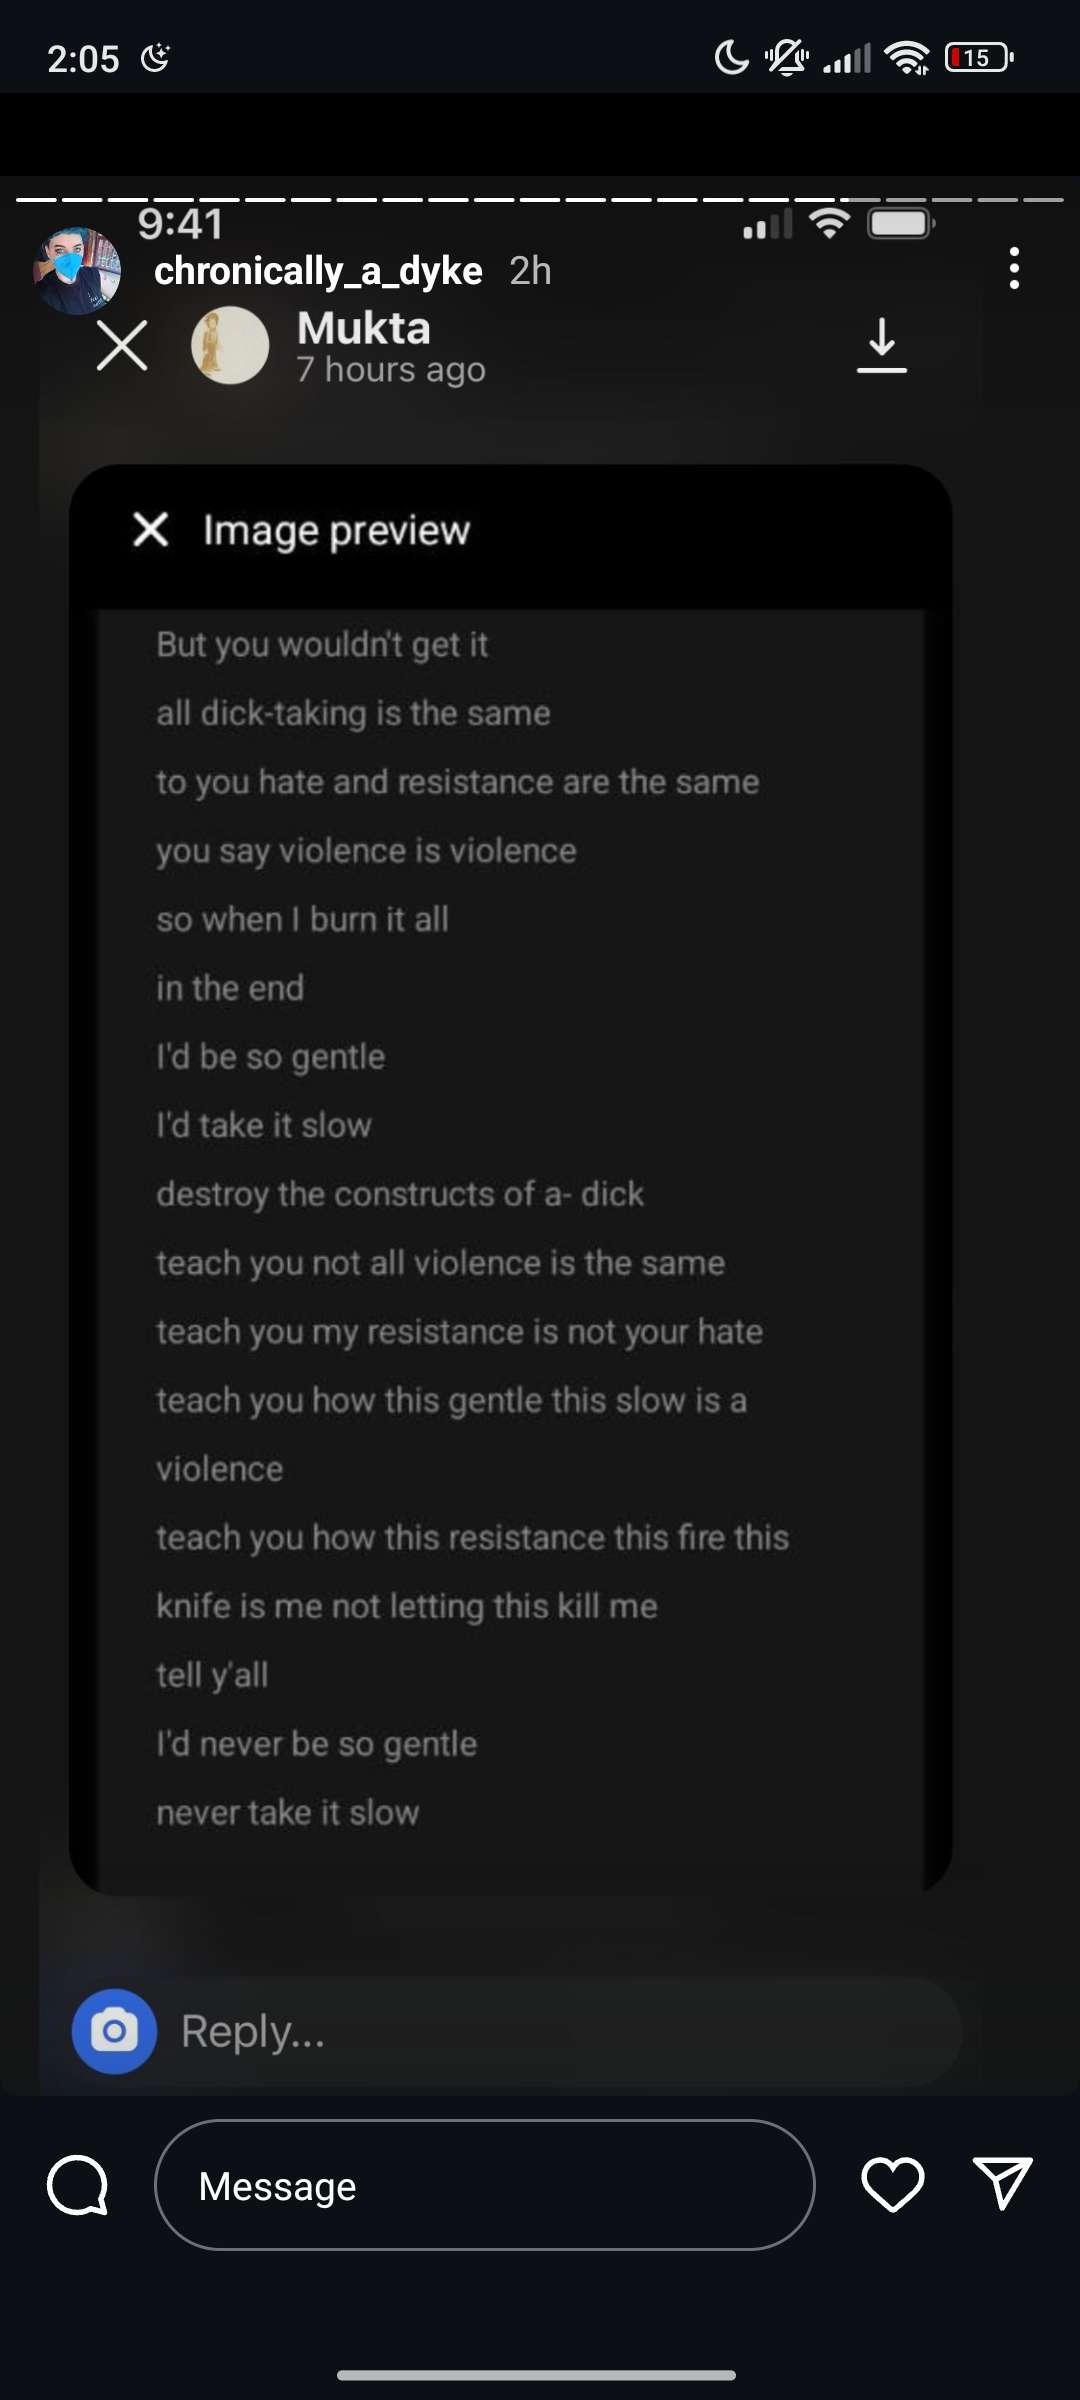 2:05
15
9:41
chronically_a_dyke 2h
Mukta
7 hours ago
Image preview
But you wouldn't get it
all dick-taking is the same
to you hate and resistance are the same
you say violence is violence
so when I burn it all
in the end
I'd be so gentle
I'd take it slow
destroy the constructs of a- dick
teach you not all violence is the same
teach you my resistance is not your hate
teach you how this gentle this slow is a
violence
teach you how this resistance this fire this
knife is me not letting this kill me
tell y'all
I'd never be so gentle
never take it slow
Reply...
Message